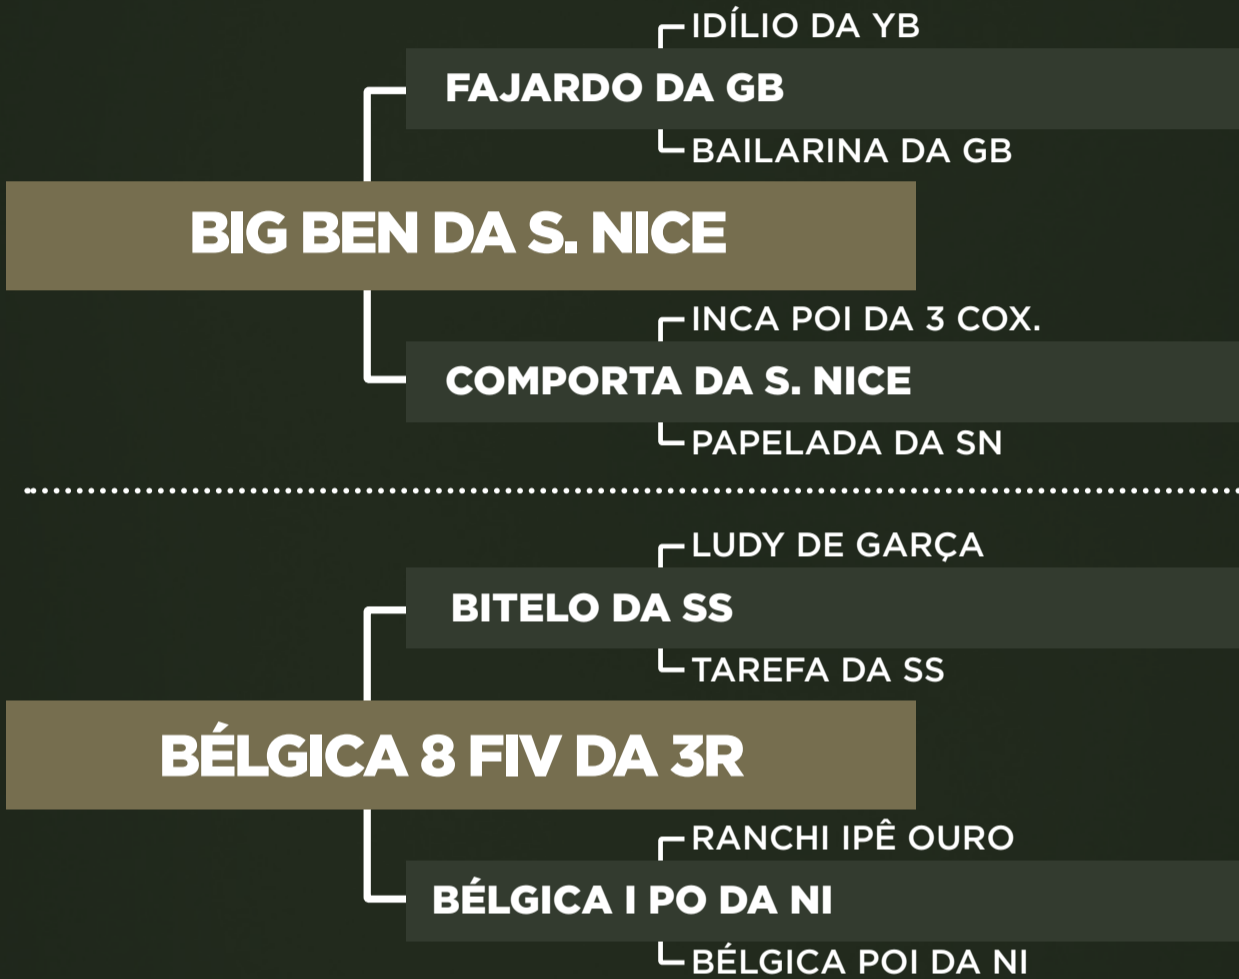 IDÍLIO DA YB
FAJARDO DA GB
BAILARINA DA GB
BIG BEN DA S. NICE
INCA POI DA 3 COX.
COMPORTA DA S. NICE
PAPELADA DA SN
LUDY DE GARÇA
BITELO DA SS
TAREFA DA SS
BÉLGICA 8 FIV DA 3R
RANCHI IPÊ OURO
BÉLGICA I PO DA NI
BÉLGICA POI DA NI